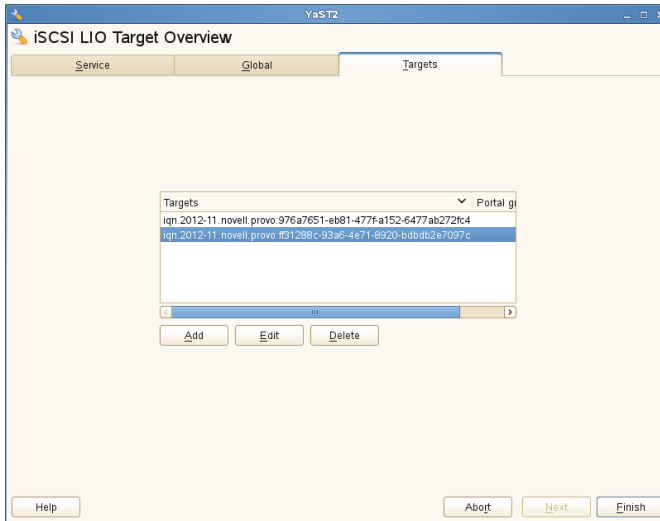 YaST2
iSCSI LIO Target Overview
Service Global Targets
Targets Portal
iqn.2012-11.novell.provo:976a7651-eb81-477f-a152-6477ab272fc4
iqn.2012-11.novell.provo:ff31288c-93a6-4e71-8920-bdbdb2e7097c
Add Edit Delete
Help Abort Next Finish